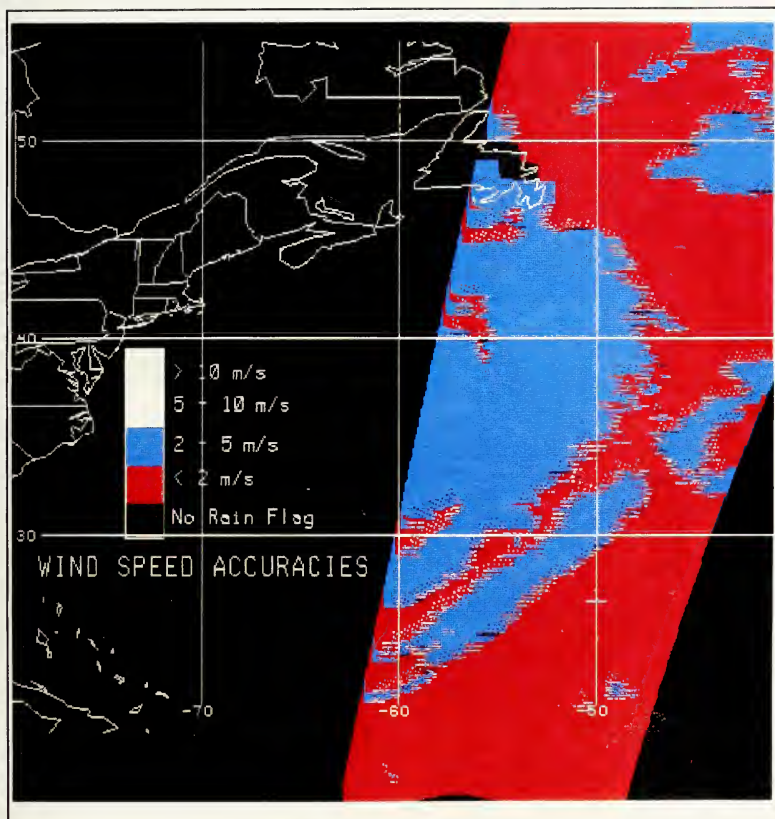 50
40
> 10 m/s
5 - 10 m/s
2 - 5 m/s
< 2 m/s
No Rain Flag
30
WIND SPEED ACCURACIES
-70 -60 -50